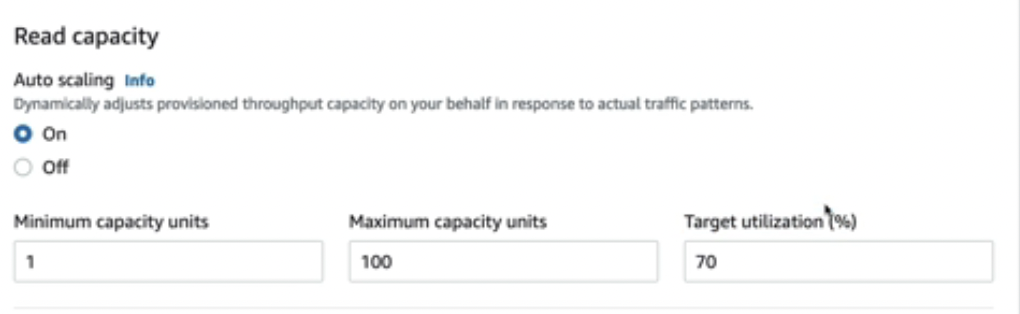 Read capacity
Auto scaling Info
Dynamically adjusts provisioned throughput capacity on your behalf in response to actual traffic patterns.
On
Off
Minimum capacity units Maximum capacity units Target utilization (%)
1 100 70